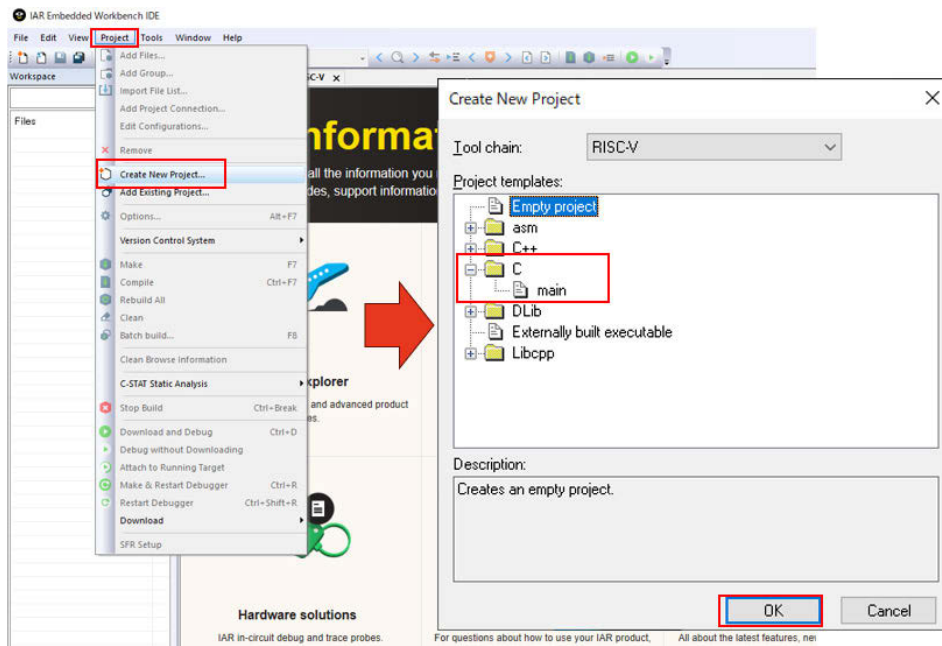 IAR Embedded Workbench IDE
File Edit View Project Tools Window Help
Workspace
Files
Add Files...
Add Group...
Import File List...
Add Project Connection...
Edit Configurations...
Remove
Create New Project...
Add Existing Project...
Options... Alt+F7
Version Control System
Make F7
Compile Ctrl+F7
Rebuild All
Clean
Batch build... F8
Clean Browse Information
C-STAT Static Analysis
Stop Build Ctrl+Break
Download and Debug Ctrl+D
Debug without Downloading
Attach to Running Target
Make & Restart Debugger Ctrl+R
Restart Debugger Ctrl+Shift+R
Download
SFR Setup
SC-V
nforma
all the information you
des, support informatio
xplorer
and advanced product
es.
Hardware solutions
IAR in-circuit debug and trace probes.
For questions about how to use your IAR product,
All about the latest features, ne
Create New Project
Tool chain: RISC-V
Project templates:
Empty project
asm
C++
C
main
DLib
Externally built executable
Libcpp
Description:
Creates an empty project.
OK Cancel